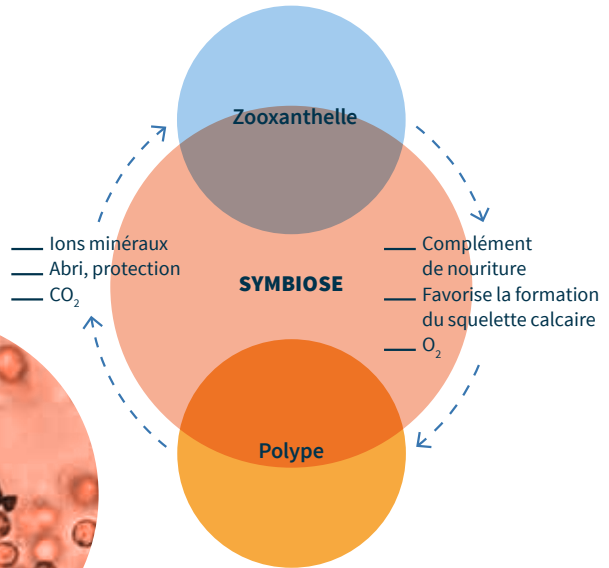 Zooxanthelle
Ions minéraux
Abri, protection
CO2
SYMBIOSE
Complément
de nouriture
Favorise la formation
du squelette calcaire
O2
Polype